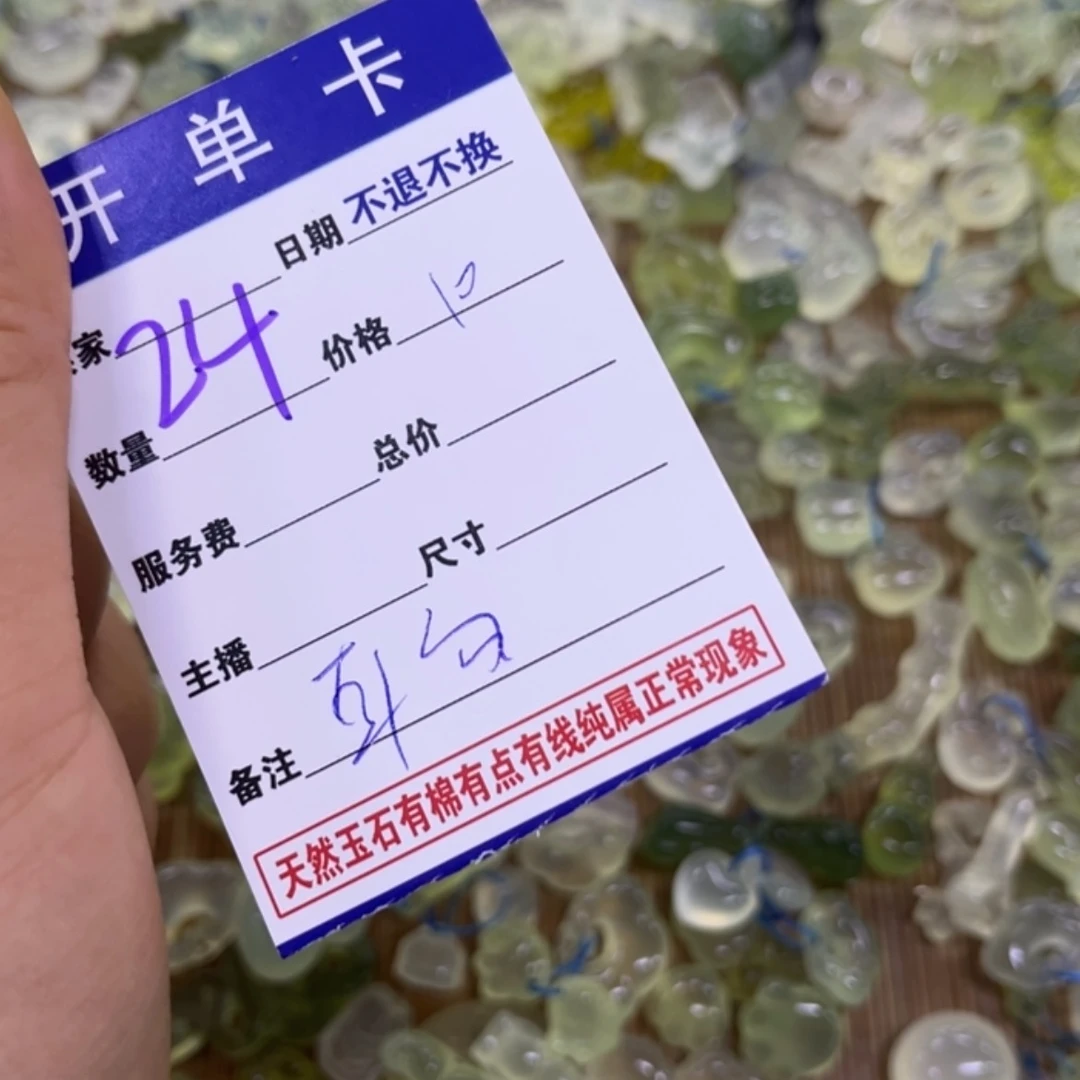 开单卡
家 24 日期 不退不换
数量 价格
服务费 总价
主播 尺寸
备注
天然玉石有棉有点有线纯属正常现象